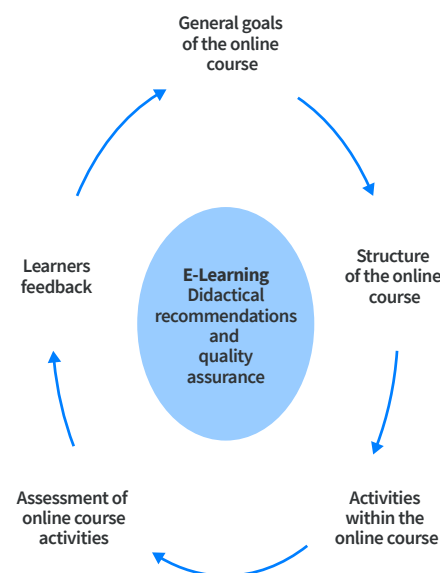 General goals
of the online
course
Structure
of the online
course
Activities
within the
online course
Assessment of
online course
activities
Learners
feedback
E-Learning
Didactical
recommendations
and
quality
assurance